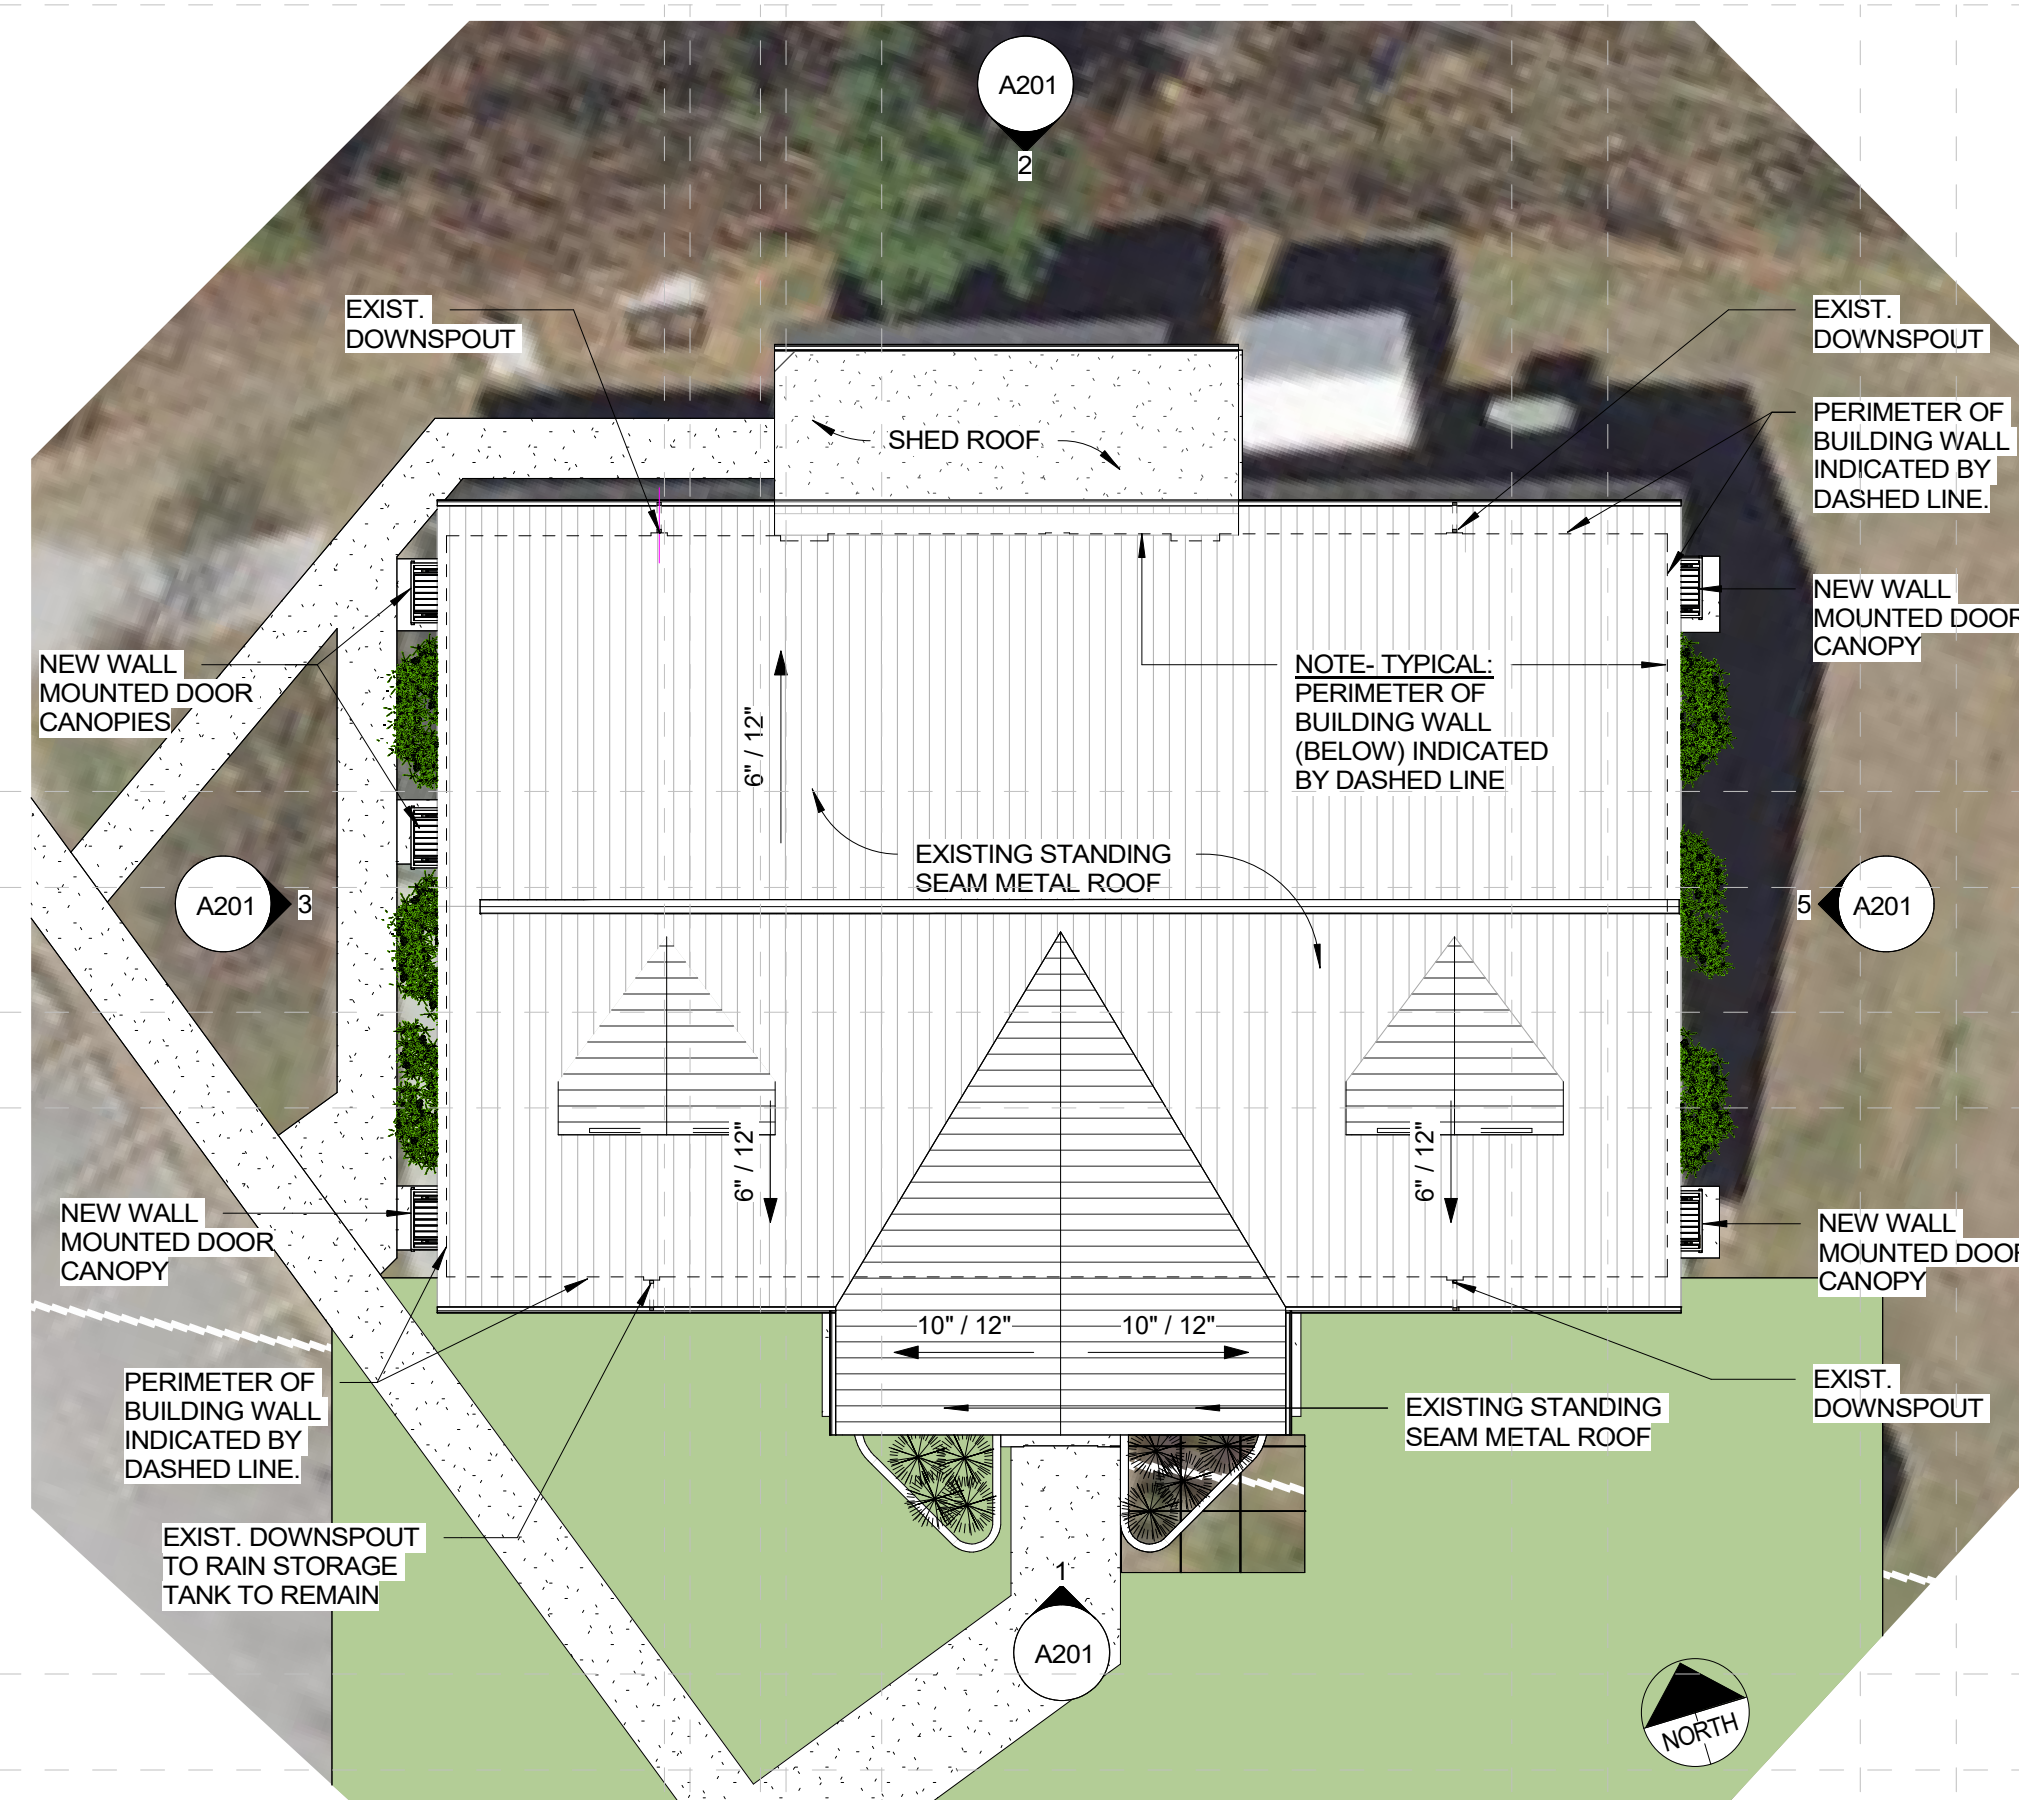 A201
2
EXIST.
DOWNSPOUT
EXIST.
DOWNSPOUT
PERIMETER OF
BUILDING WALL
INDICATED BY
DASHED LINE.
SHED ROOF
NEW WALL
MOUNTED DOOR
CANOPY
NEW WALL
MOUNTED DOOR
CANOPIES
NOTE- TYPICAL:
PERIMETER OF
BUILDING WALL
(BELOW) INDICATED
BY DASHED LINE
6" / 12"
EXISTING STANDING
SEAM METAL ROOF
A201
3
5
A201
6" / 12"
6" / 12"
NEW WALL
MOUNTED DOOR
CANOPY
NEW WALL
MOUNTED DOOR
CANOPY
10" / 12"
10" / 12"
PERIMETER OF
BUILDING WALL
INDICATED BY
DASHED LINE.
EXIST.
DOWNSPOUT
EXISTING STANDING
SEAM METAL ROOF
EXIST. DOWNSPOUT
TO RAIN STORAGE
TANK TO REMAIN
1
A201
NORTH